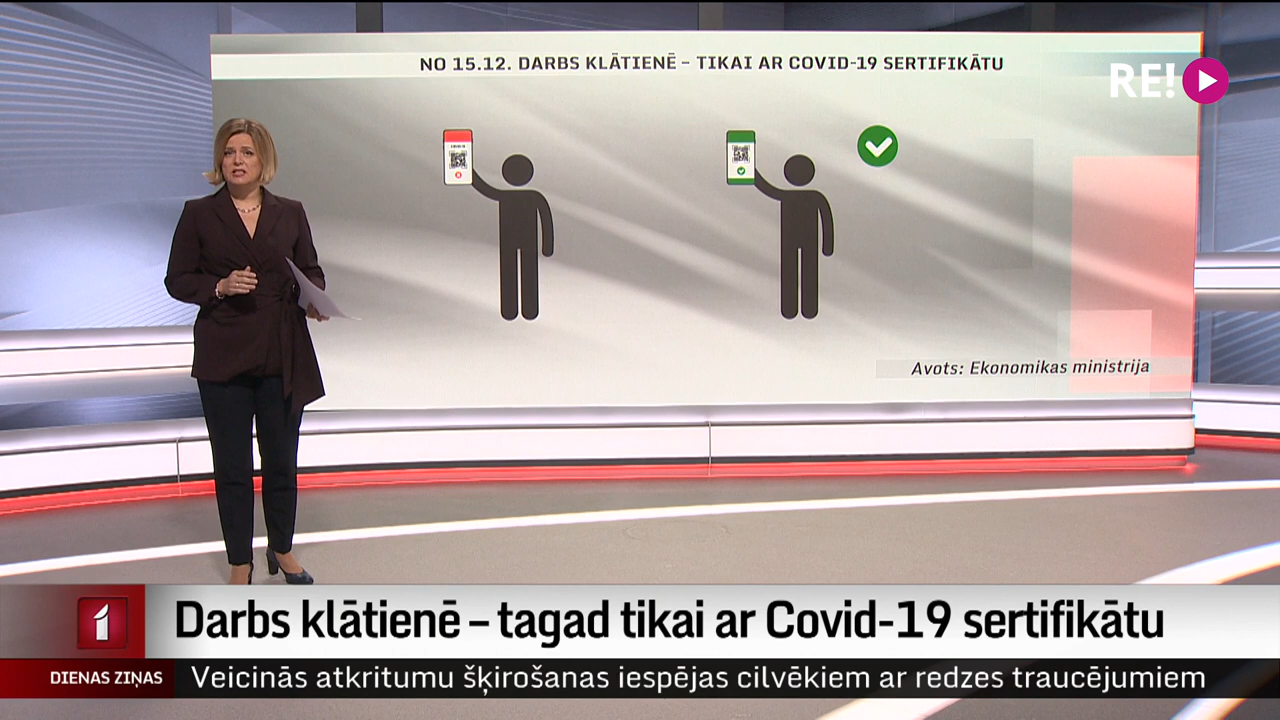 NO 15.12. DARBS KLĀTIENĒ – TIKAI AR COVID-19 SERTIFIKĀTU
RE!
Avots: Ekonomikas ministrija
1
Darbs klātienē – tagad tikai ar Covid-19 sertifikātu
DIENAS ZIŅAS
Veicinās atkritumu šķirošanas iespējas cilvēkiem ar redzes traucējumiem